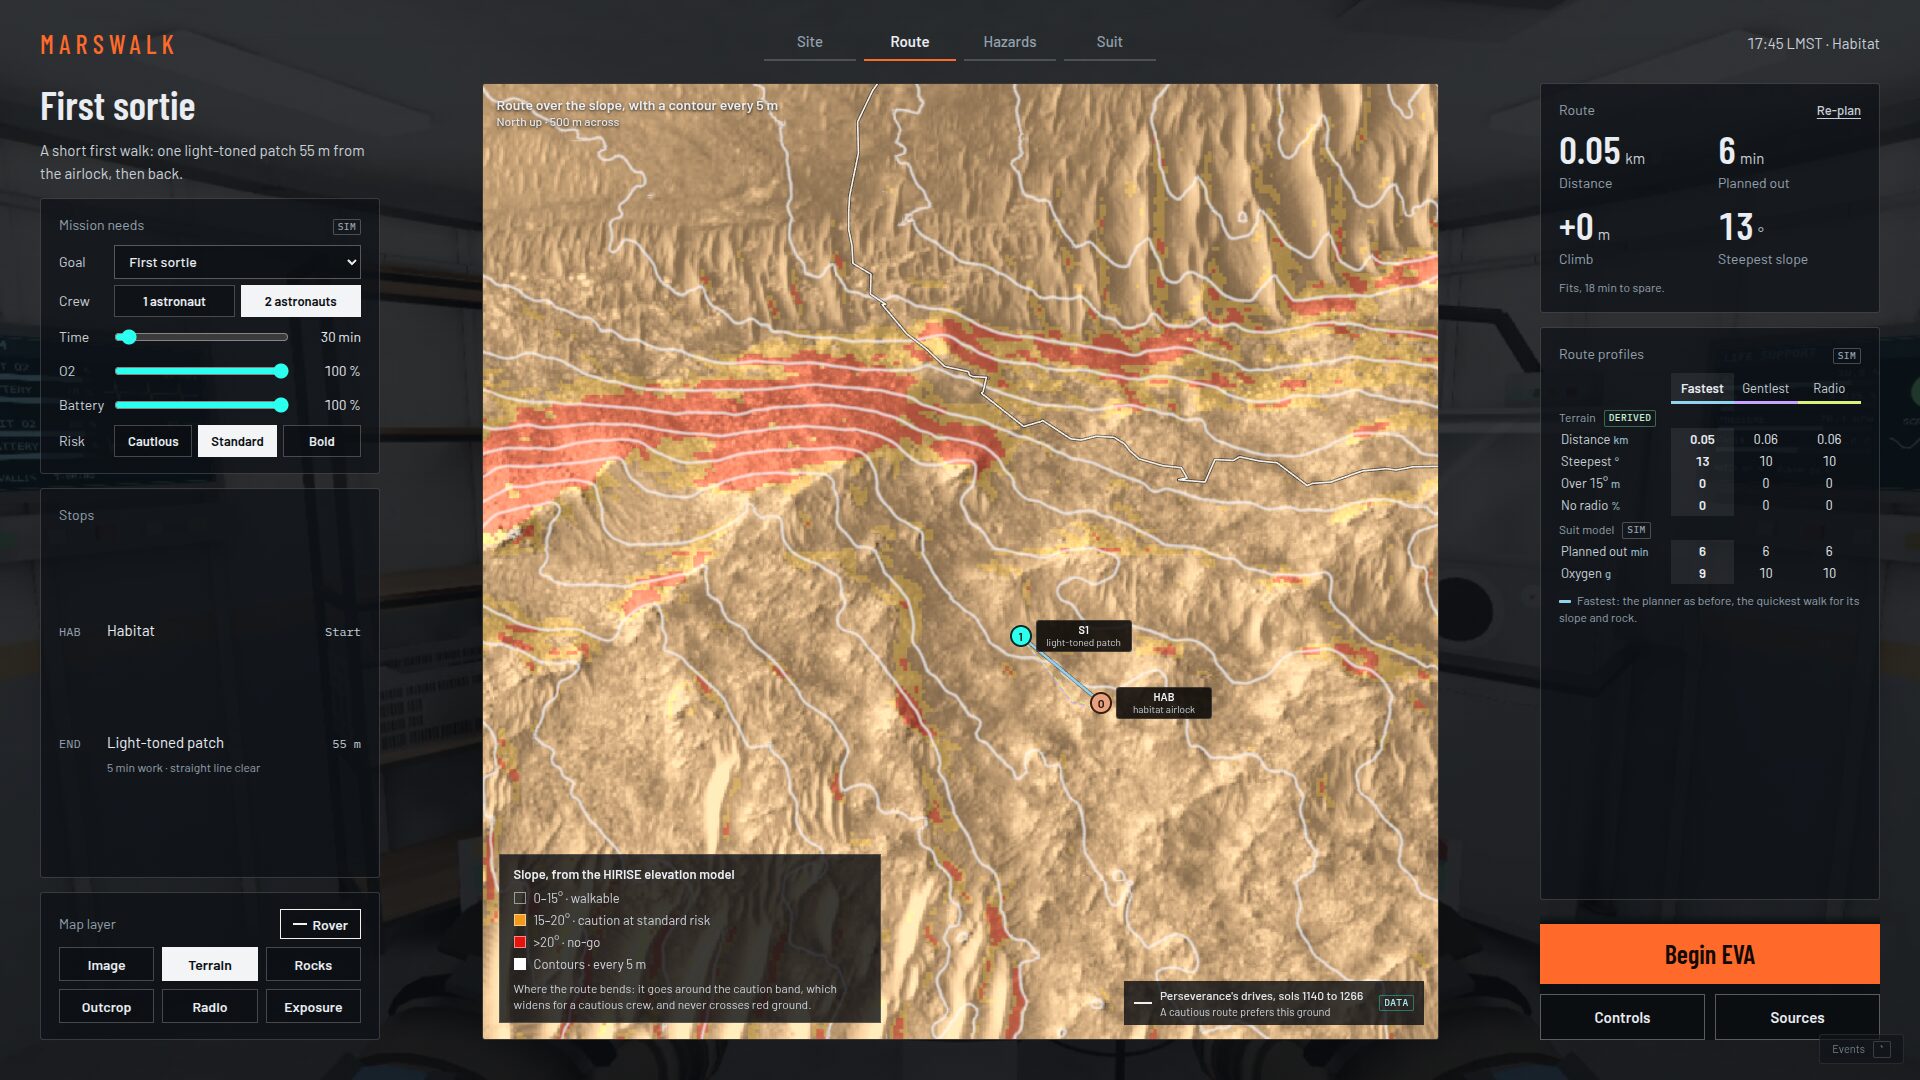 MARSWALK
Site
Route
Hazards
Suit
17:45 LMST · Habitat
First sortie
A short first walk: one light-toned patch 55 m from
the airlock, then back.
Mission needs
SIM
Goal
First sortie
Crew
1 astronaut
2 astronauts
Time
30 min
O2
100 %
Battery
100 %
Risk
Cautious
Standard
Bold
Stops
HAB
Habitat
Start
END
Light-toned patch
55 m
5 min work · straight line clear
Map layer
Rover
Image
Terrain
Rocks
Outcrop
Radio
Exposure
Route over the slope, with a contour every 5 m
North up · 500 m across
1
S1
light-toned patch
0
HAB
habitat airlock
Slope, from the HIRISE elevation model
0–15° · walkable
15–20° · caution at standard risk
>20° · no-go
Contours · every 5 m
Where the route bends: it goes around the caution band, which
widens for a cautious crew, and never crosses red ground.
Perseverance's drives, sols 1140 to 1266
A cautious route prefers this ground
DATA
Route
Re-plan
0.05 km
Distance
6 min
Planned out
+0 m
Climb
13 °
Steepest slope
Fits, 18 min to spare.
Route profiles
SIM
Fastest Gentlest Radio
Terrain DERIVED
Distance km 0.05 0.06 0.06
Steepest ° 13 10 10
Over 15° m 0 0 0
No radio % 0 0 0
Suit model SIM
Planned out min 6 6 6
Oxygen g 9 10 10
Fastest: the planner as before, the quickest walk for its
slope and rock.
Begin EVA
Controls
Sources
Events